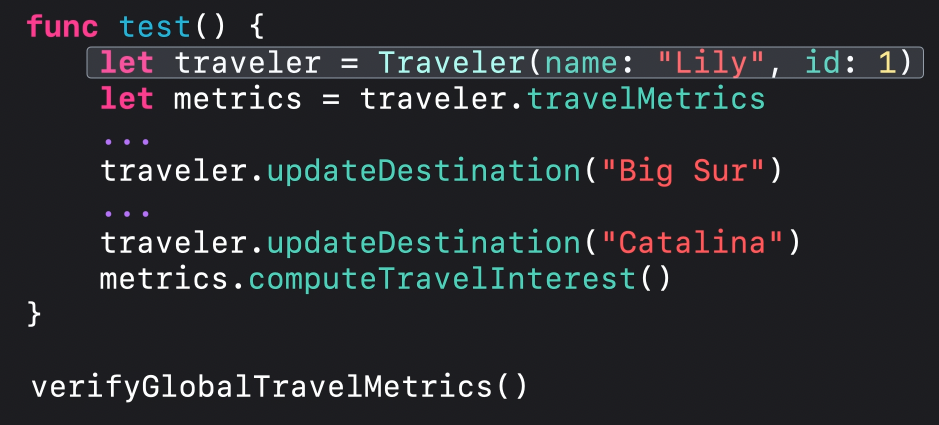 func test() {
    let traveler = Traveler(name: "Lily", id: 1)
    let metrics = traveler.travelMetrics
    ...
    traveler.updateDestination("Big Sur")
    ...
    traveler.updateDestination("Catalina")
    metrics.computeTravelInterest()
}
verifyGlobalTravelMetrics()